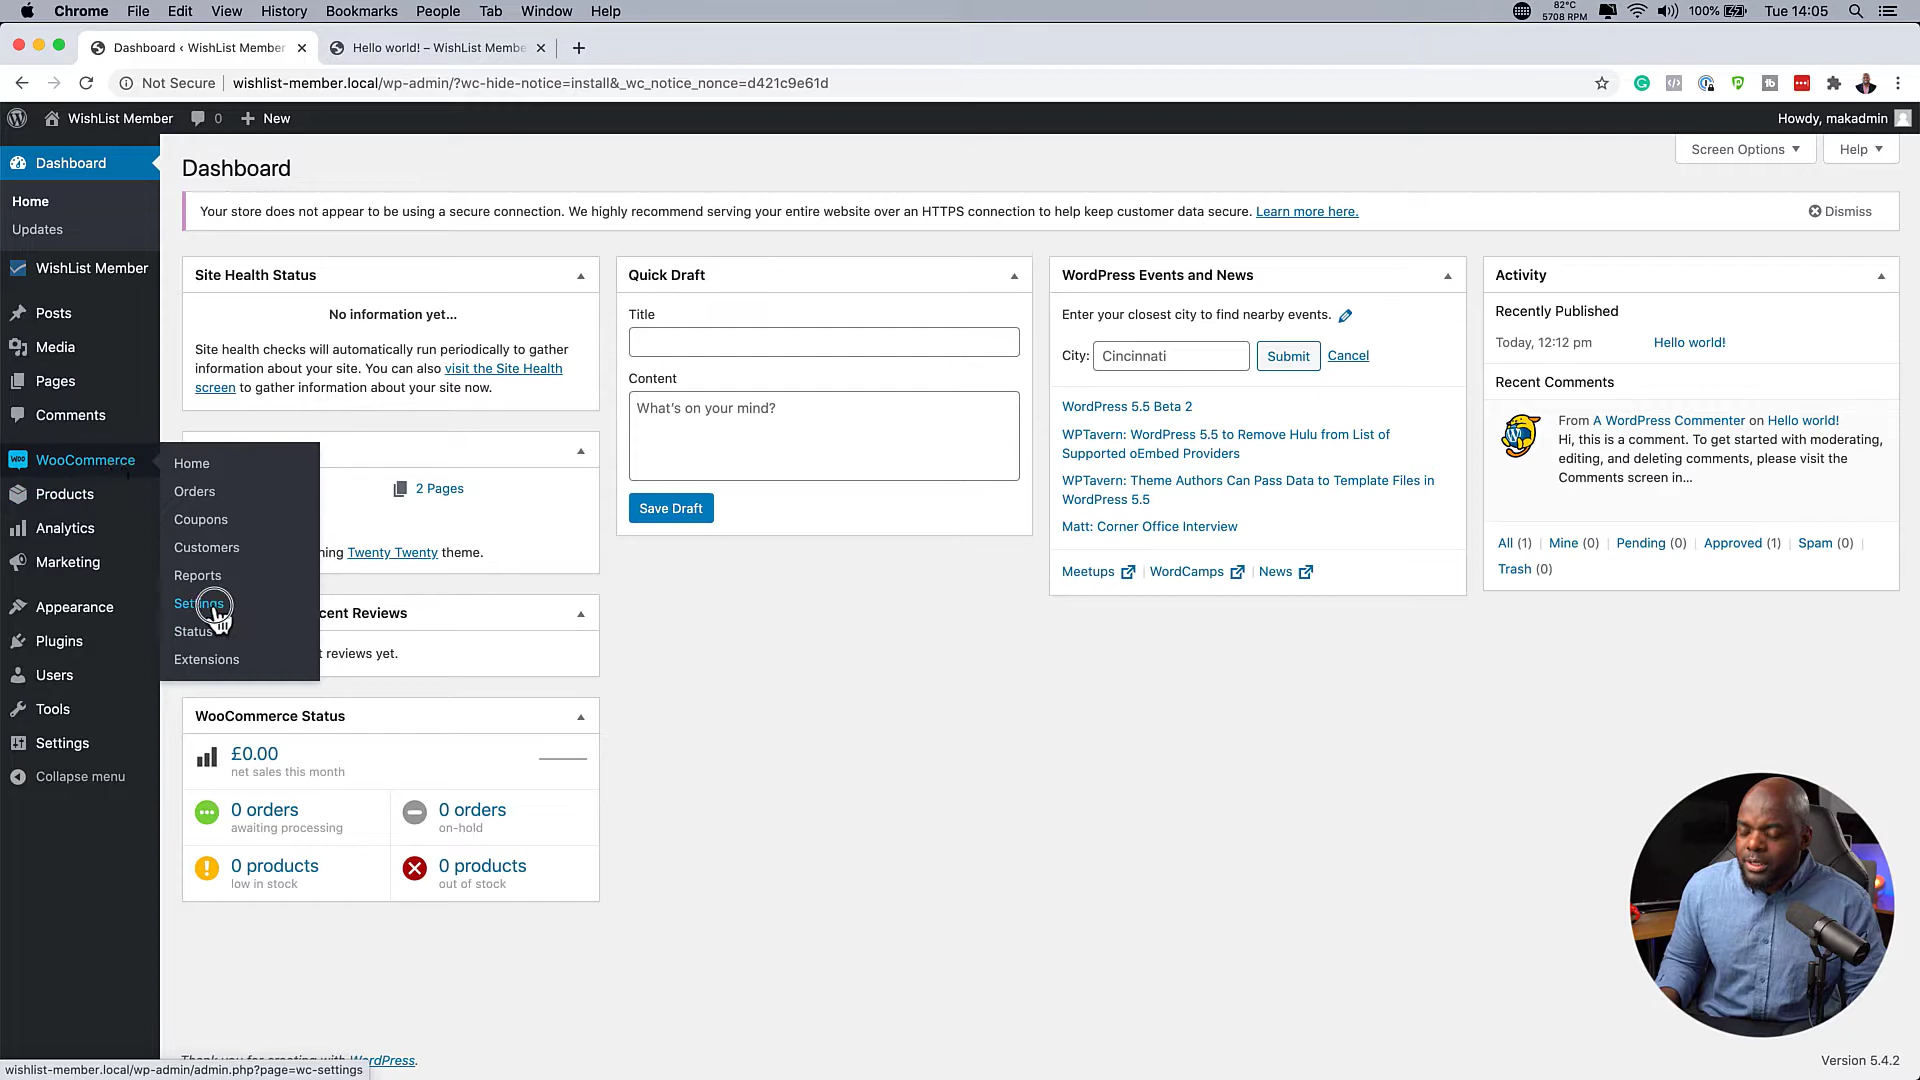 Chrome File Edit View History Bookmarks People Tab Window Help
82°C
5708 RPM
100%
Tue 14:05
Dashboard ‹ WishList Member
Hello world! – WishList Membe
Not Secure
wishlist-member.local/wp-admin/?wc-hide-notice=install&_wc_notice_nonce=d421c9e61d
WishList Member
0
New
Howdy, makadmin
Dashboard
Home
Updates
WishList Member
Posts
Media
Pages
Comments
WooCommerce
Products
Analytics
Marketing
Appearance
Plugins
Users
Tools
Settings
Collapse menu
Home
Orders
Coupons
Customers
Reports
Settings
Status
Extensions
Dashboard
Screen Options
Help
Your store does not appear to be using a secure connection. We highly recommend serving your entire website over an HTTPS connection to help keep customer data secure. Learn more here.
Dismiss
Site Health Status
No information yet...
Site health checks will automatically run periodically to gather
information about your site. You can also visit the Site Health
screen to gather information about your site now.
2 Pages
ning Twenty Twenty theme.
cent Reviews
t reviews yet.
WooCommerce Status
£0.00
net sales this month
0 orders
awaiting processing
0 orders
on-hold
0 products
low in stock
0 products
out of stock
Quick Draft
Title
Content
What's on your mind?
Save Draft
WordPress Events and News
Enter your closest city to find nearby events.
City: Cincinnati Submit Cancel
WordPress 5.5 Beta 2
WPTavern: WordPress 5.5 to Remove Hulu from List of
Supported oEmbed Providers
WPTavern: Theme Authors Can Pass Data to Template Files in
WordPress 5.5
Matt: Corner Office Interview
Meetups | WordCamps | News
Activity
Recently Published
Today, 12:12 pm Hello world!
Recent Comments
From A WordPress Commenter on Hello world!
Hi, this is a comment. To get started with moderating,
editing, and deleting comments, please visit the
Comments screen in...
All (1) | Mine (0) | Pending (0) | Approved (1) | Spam (0) |
Trash (0)
Thank you for creating with WordPress.
Version 5.4.2
wishlist-member.local/wp-admin/admin.php?page=wc-settings